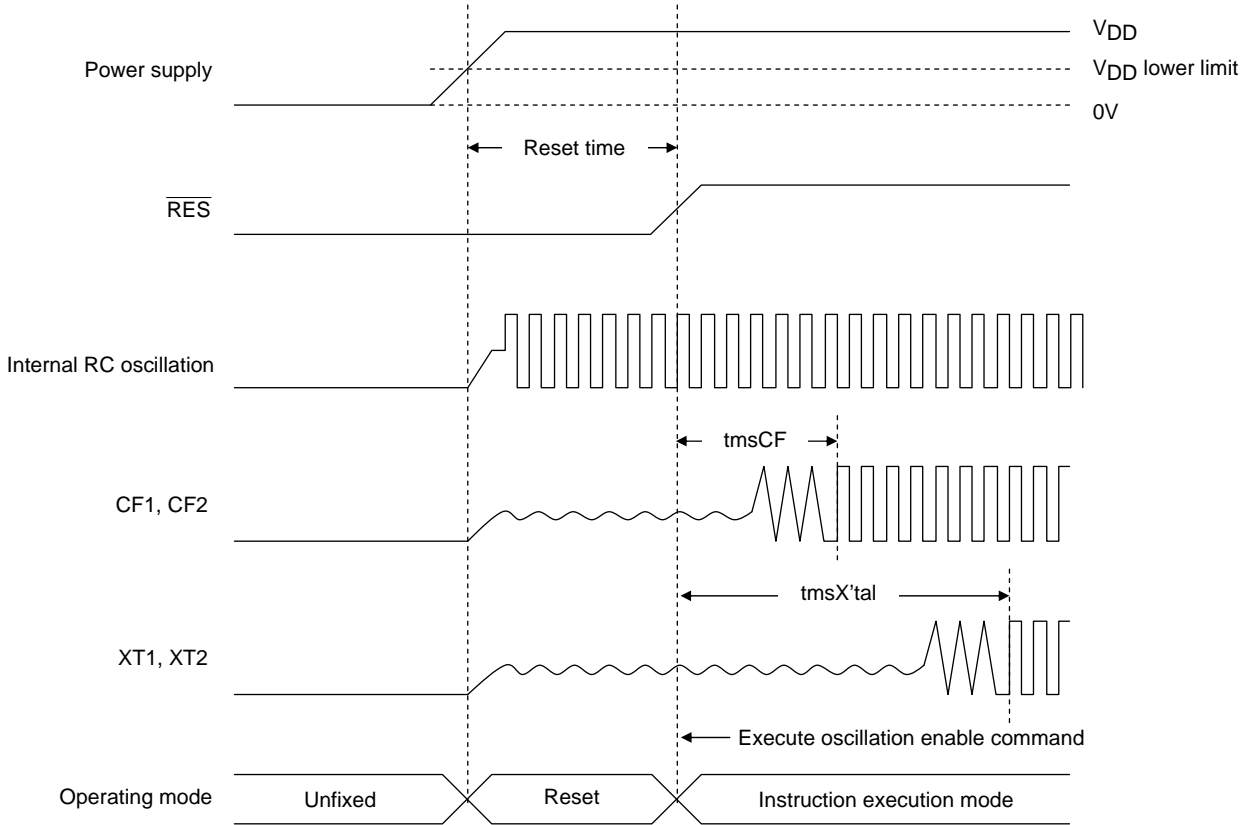 VDD
Power supply
VDD lower limit
0V
Reset time
RES
Internal RC oscillation
tmsCF
CF1, CF2
tmsX’tal
XT1, XT2
Execute oscillation enable command
Operating mode
Unfixed
Reset
Instruction execution mode